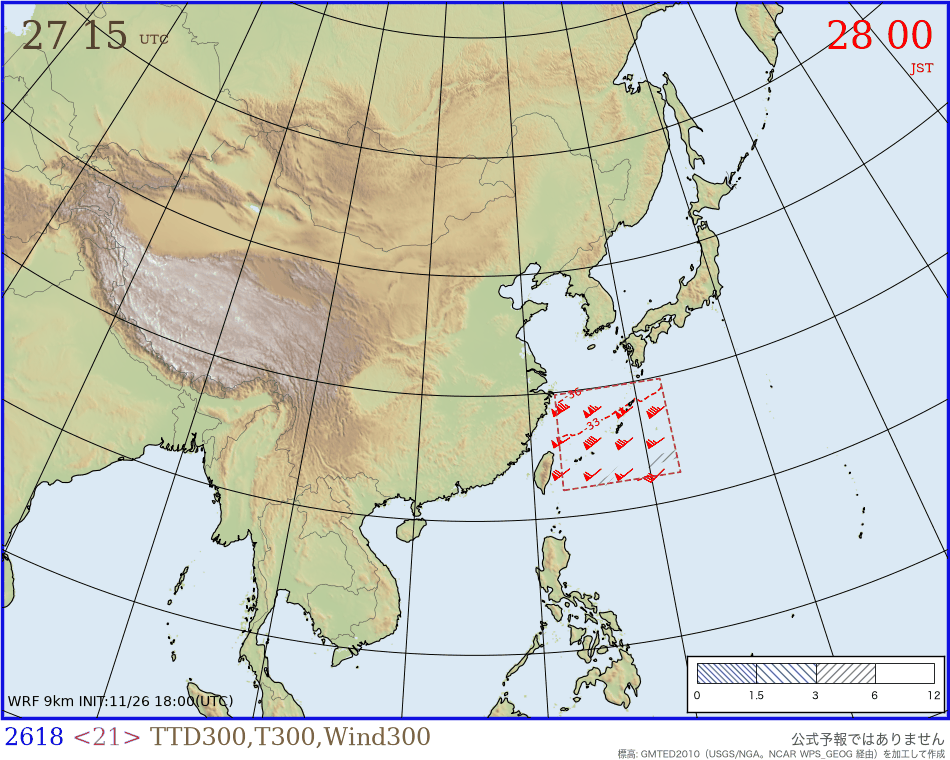 27 15 UTC
28 00
JST
-36
-33
0 1.5 3 6 12
WRF 9km INIT:11/26 18:00(UTC)
2618 <21> TTD300,T300,Wind300
公式予報ではありません
標高: GMTED2010（USGS/NGA。NCAR WPS_GEOG 経由）を加工して作成